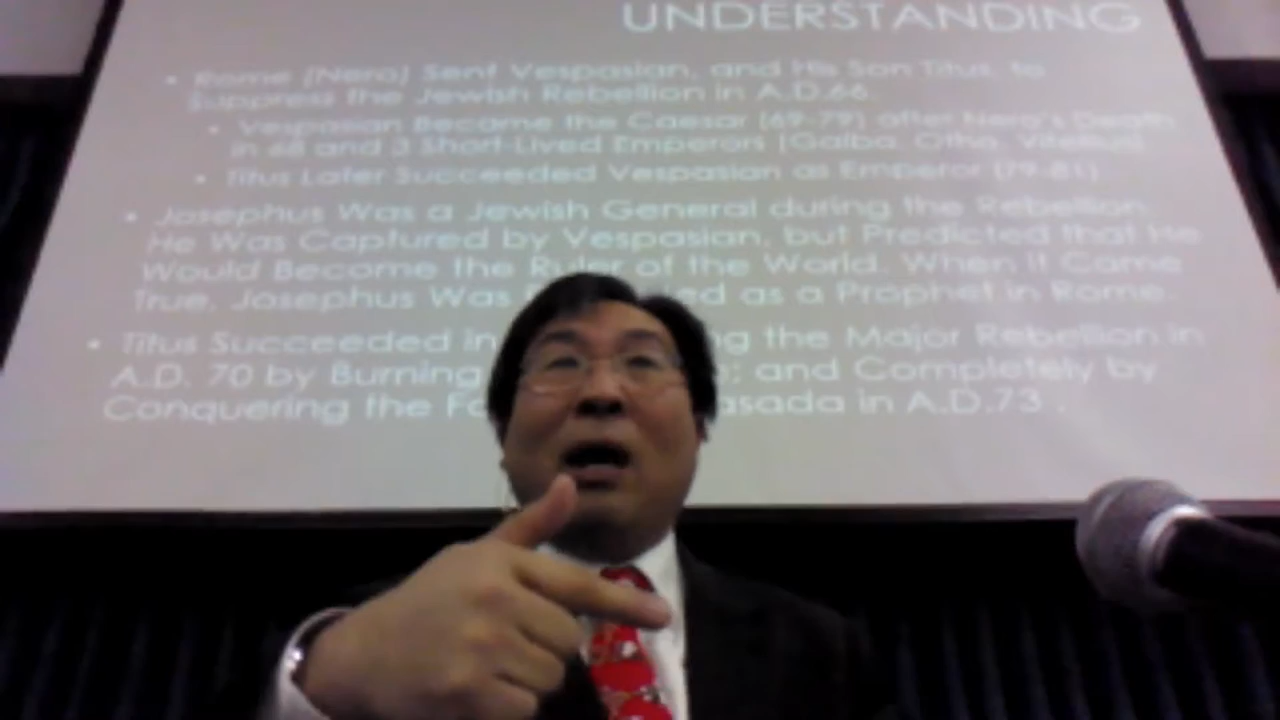 UNDERSTANDING
• Rome (Nero) Sent Vespasian, and His Son Titus, to
Suppress the Jewish Rebellion in A.D.66.
• Vespasian Became the Caesar (69-79) after Nero's Death
in 68 and 3 Short-Lived Emperors (Galba, Otho, Vitellius)
• Titus Later Succeeded Vespasian as Emperor (79-81)
• Josephus Was a Jewish General during the Rebellion.
He Was Captured by Vespasian, but Predicted that He
Would Become the Ruler of the World. When It Came
True, Josephus Was ed as a Prophet in Rome.
• Titus Succeeded in g the Major Rebellion in
A.D. 70 by Burning ; and Completely by
Conquering the Fo asada in A.D.73 .